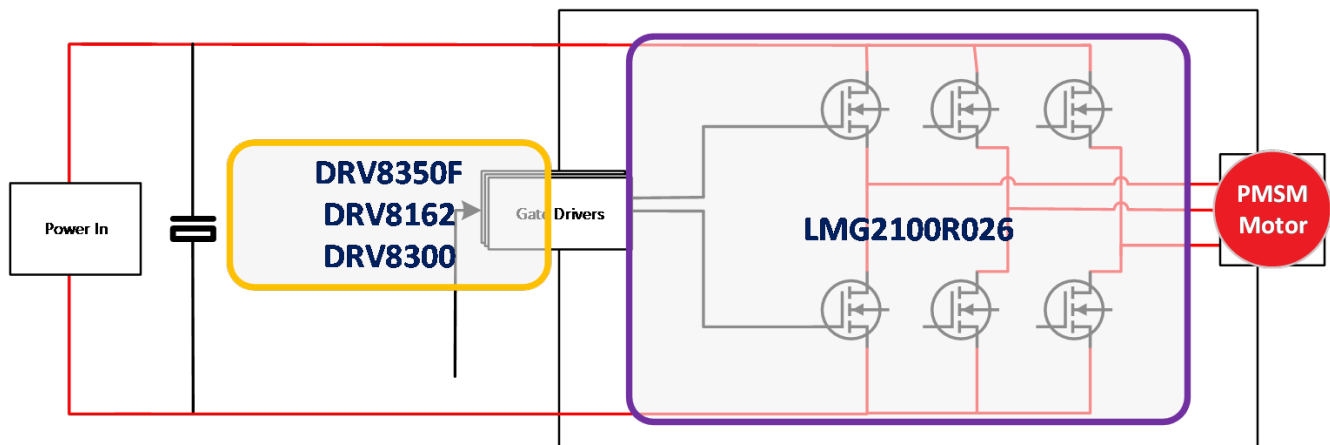 Power In
DRV8350F
DRV8162
DRV8300
Gate Drivers
LMG2100R026
PMSM
Motor